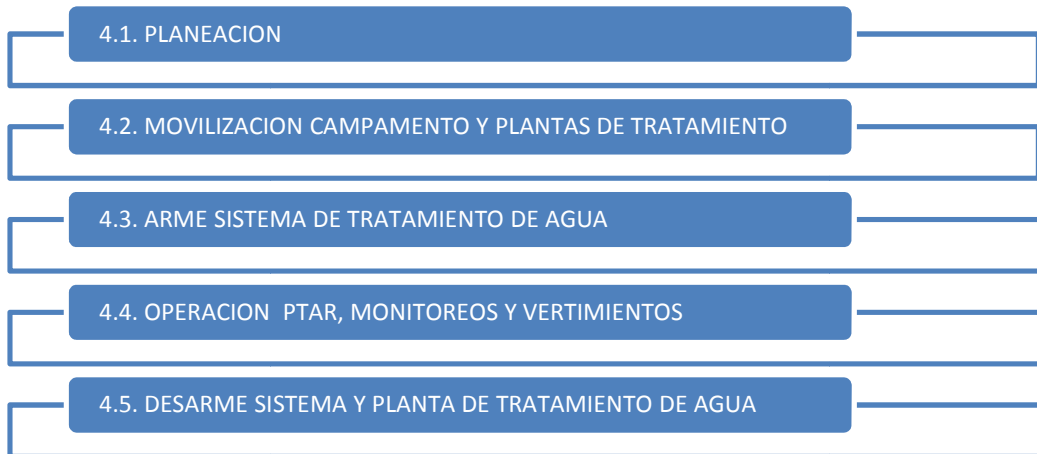 4.1. PLANEACION
4.2. MOVILIZACION CAMPAMENTO Y PLANTAS DE TRATAMIENTO
4.3. ARME SISTEMA DE TRATAMIENTO DE AGUA
4.4. OPERACION  PTAR, MONITOREOS Y VERTIMIENTOS
4.5. DESARME SISTEMA Y PLANTA DE TRATAMIENTO DE AGUA